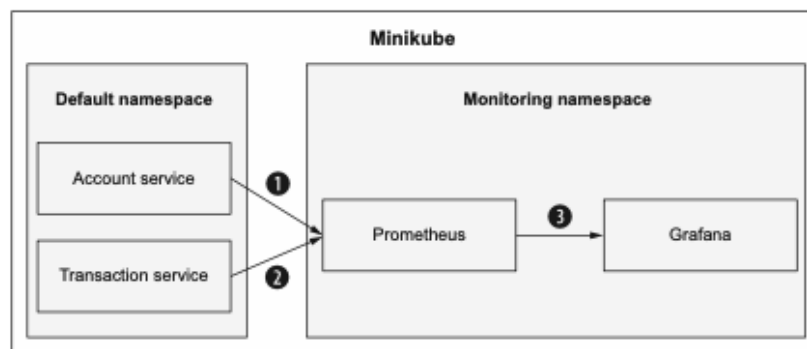 Minikube
Default namespace
Monitoring namespace
Account service
1
Prometheus
3
Grafana
Transaction service
2